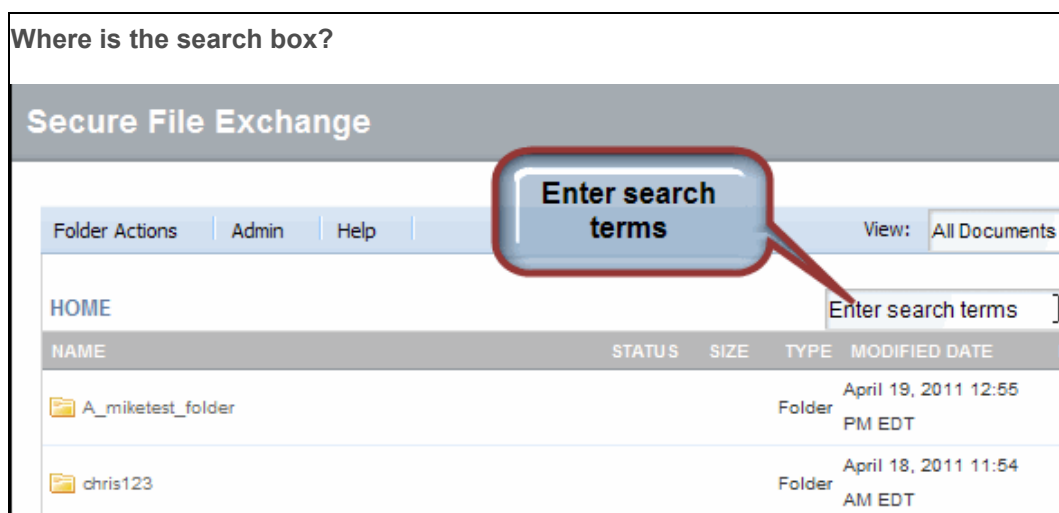 Where is the search box?
Secure File Exchange
Enter search
terms
Folder Actions Admin Help View: All Documents
HOME Enter search terms
NAME STATUS SIZE TYPE MODIFIED DATE
A_miketest_folder Folder April 19, 2011 12:55
PM EDT
chris123 Folder April 18, 2011 11:54
AM EDT